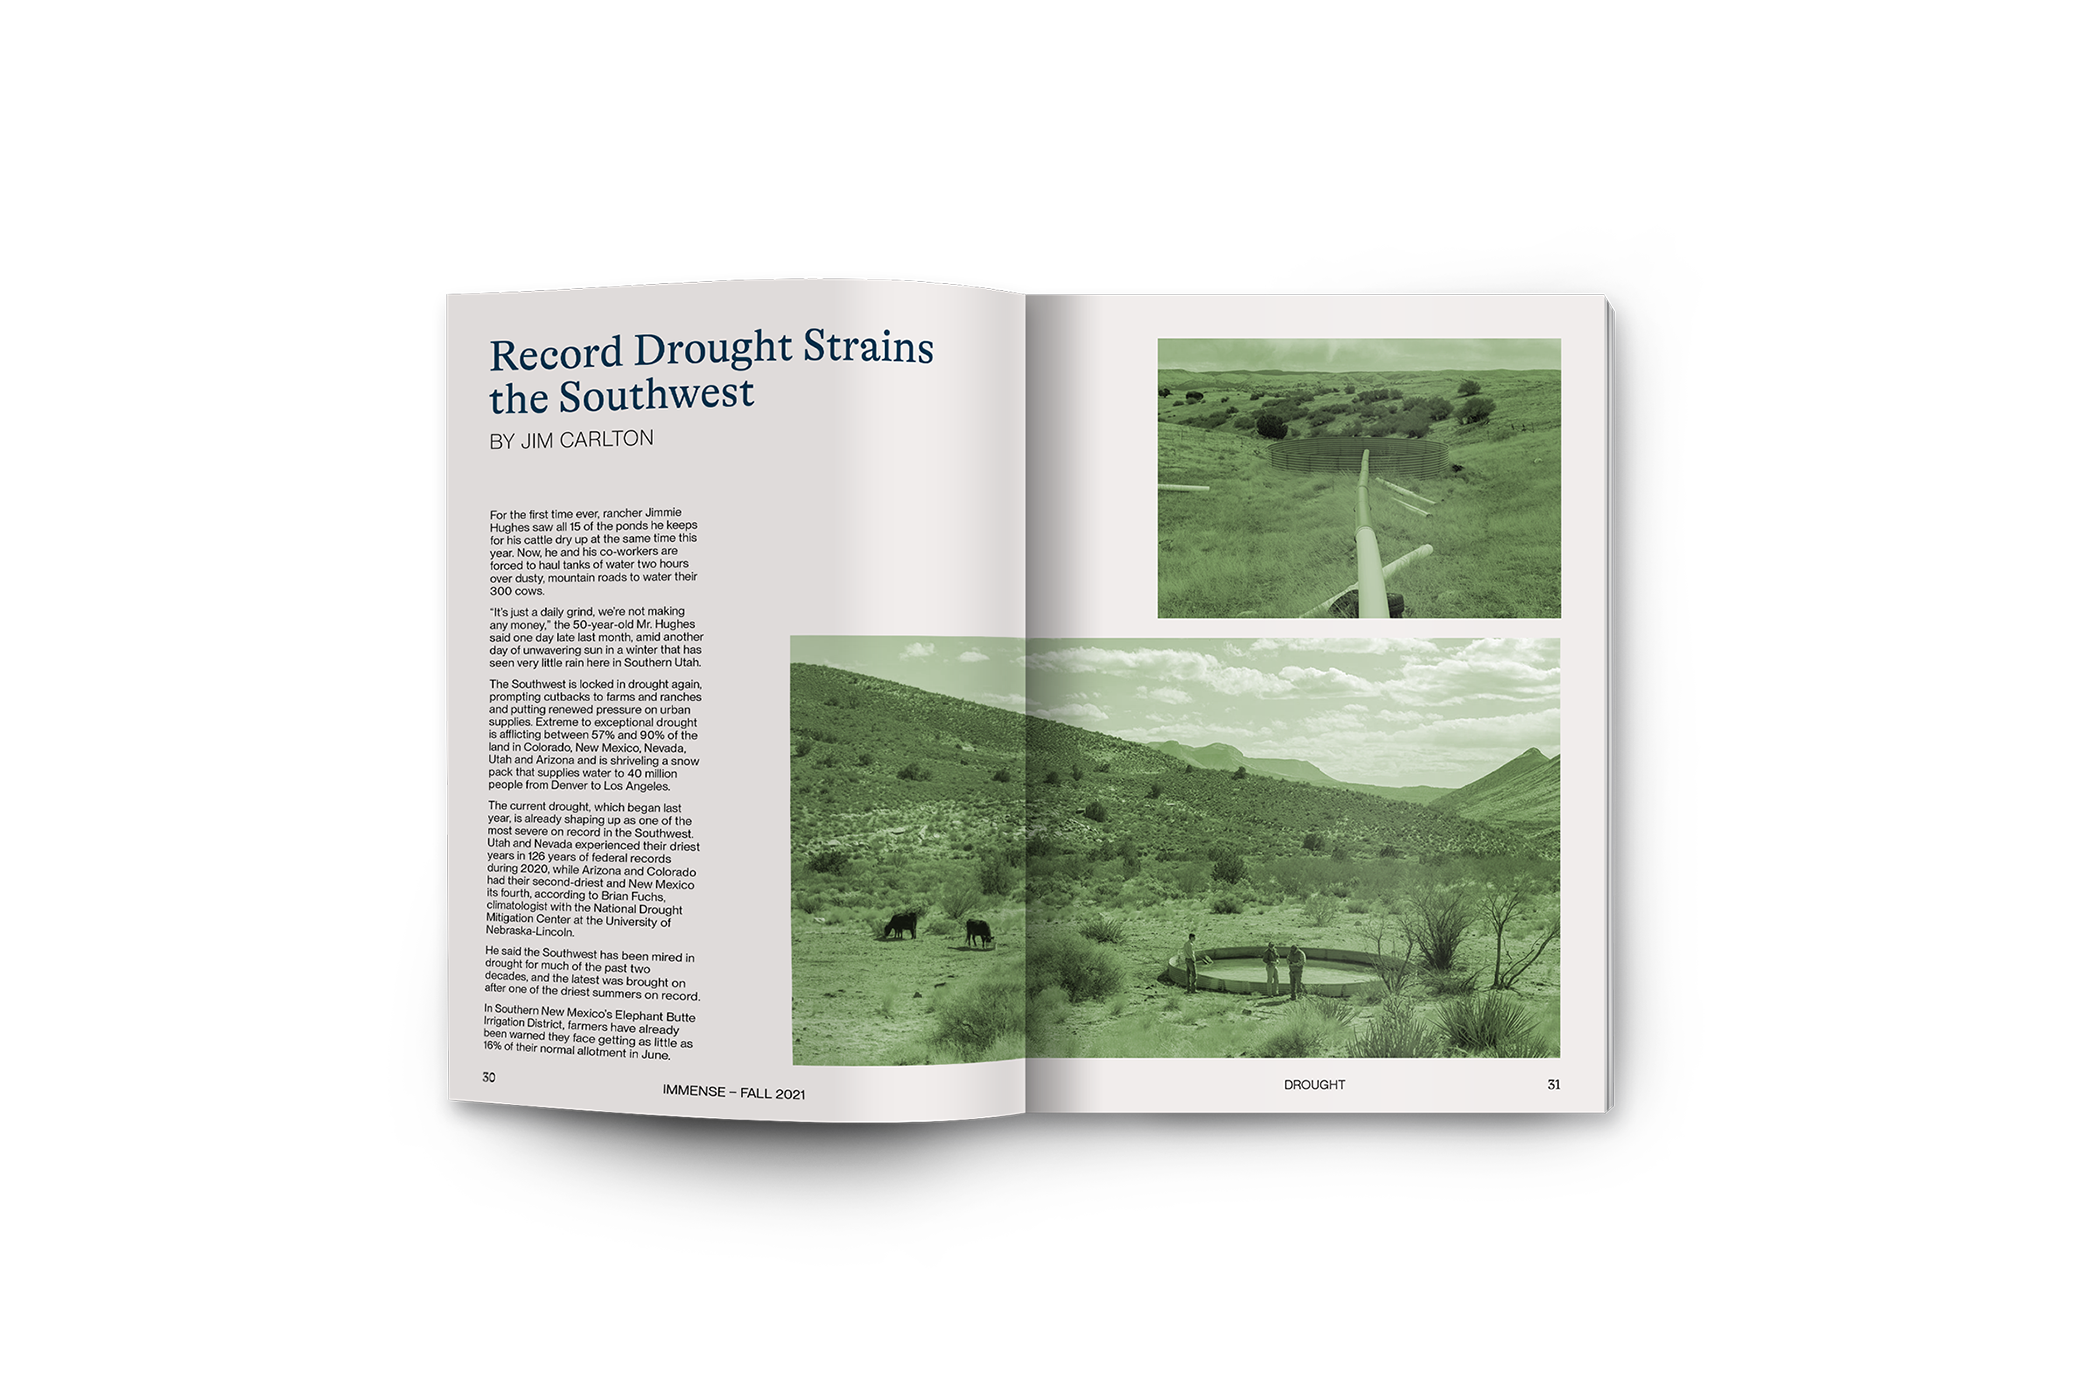 Record Drought Strains
the Southwest
BY JIM CARLTON
For the first time ever, rancher Jimmie
Hughes saw all 15 of the ponds he keeps
for his cattle dry up at the same time this
year. Now, he and his co-workers are
forced to haul tanks of water two hours
over dusty, mountain roads to water their
300 cows.
“It’s just a daily grind, we’re not making
any money,” the 50-year-old Mr. Hughes
said one day late last month, amid another
day of unwavering sun in a winter that has
seen very little rain here in Southern Utah.
The Southwest is locked in drought again,
prompting cutbacks to farms and ranches
and putting renewed pressure on urban
supplies. Extreme to exceptional drought
is afflicting between 57% and 90% of the
land in Colorado, New Mexico, Nevada,
Utah and Arizona and is shriveling a snow
pack that supplies water to 40 million
people from Denver to Los Angeles.
The current drought, which began last
year, is already shaping up as one of the
most severe on record in the Southwest.
Utah and Nevada experienced their driest
years in 126 years of federal records
during 2020, while Arizona and Colorado
had their second-driest and New Mexico
its fourth, according to Brian Fuchs,
climatologist with the National Drought
Mitigation Center at the University of
Nebraska-Lincoln.
He said the Southwest has been mired in
drought for much of the past two
decades, and the latest was brought on
after one of the driest summers on record.
In Southern New Mexico’s Elephant Butte
Irrigation District, farmers have already
been warned they face getting as little as
16% of their normal allotment in June.
30
IMMENSE – FALL 2021
DROUGHT
31